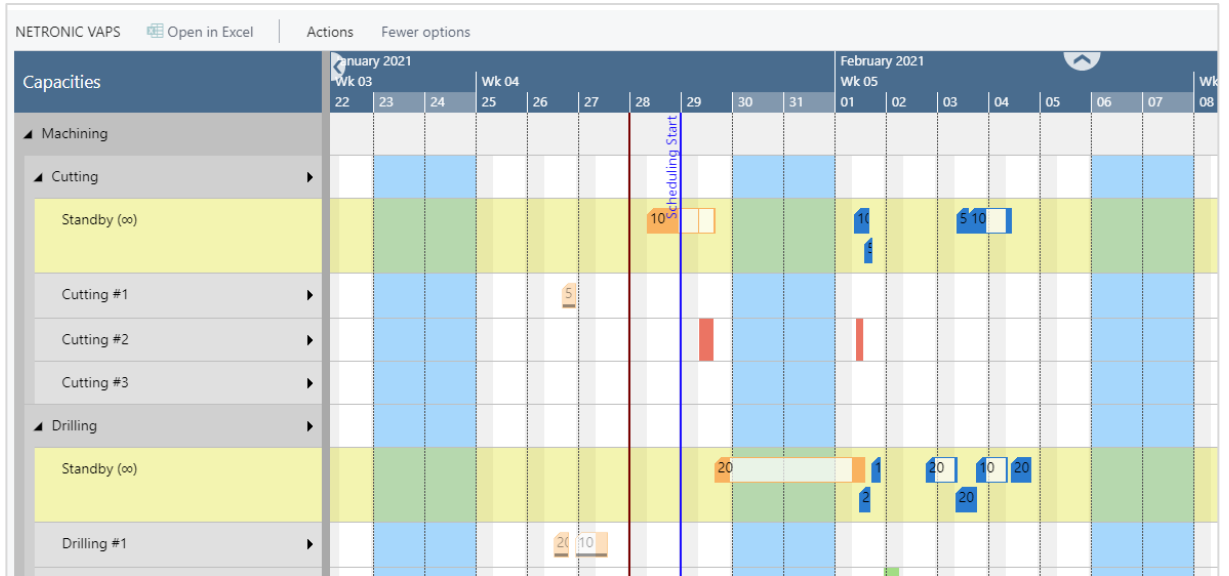 NETRONIC VAPS Open in Excel Actions Fewer options
Capacities
anuary 2021 February 2021
Wk 03 Wk 04 Wk 05 Wk
22 23 24 25 26 27 28 29 30 31 01 02 03 04 05 06 07 08
Machining
Scheduling Start
Cutting
Standby (∞) 10 10 5 10
5
Cutting #1 5
Cutting #2
Cutting #3
Drilling
Standby (∞) 20 1 20 10 20
2 20
Drilling #1 20 10